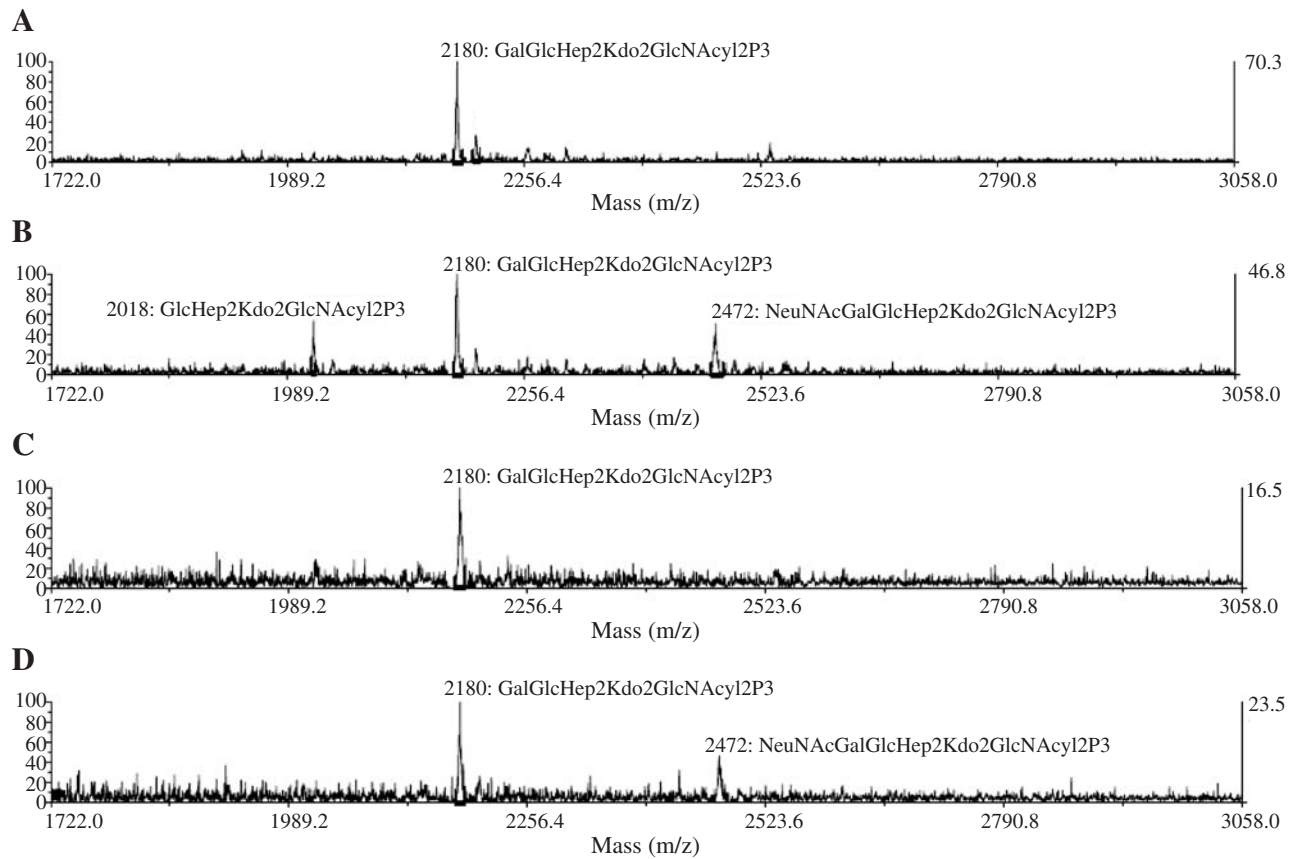 A
2180: GalGlcHep2Kdo2GlcNAcyl2P3
100
80
60
40
20
0
70.3
1722.0 1989.2 2256.4 2523.6 2790.8 3058.0
Mass (m/z)
B
2180: GalGlcHep2Kdo2GlcNAcyl2P3
100
80
60
40
20
0
46.8
2018: GlcHep2Kdo2GlcNAcyl2P3
2472: NeuNAcGalGlcHep2Kdo2GlcNAcyl2P3
1722.0 1989.2 2256.4 2523.6 2790.8 3058.0
Mass (m/z)
C
2180: GalGlcHep2Kdo2GlcNAcyl2P3
100
80
60
40
20
0
16.5
1722.0 1989.2 2256.4 2523.6 2790.8 3058.0
Mass (m/z)
D
2180: GalGlcHep2Kdo2GlcNAcyl2P3
100
80
60
40
20
0
23.5
2472: NeuNAcGalGlcHep2Kdo2GlcNAcyl2P3
1722.0 1989.2 2256.4 2523.6 2790.8 3058.0
Mass (m/z)